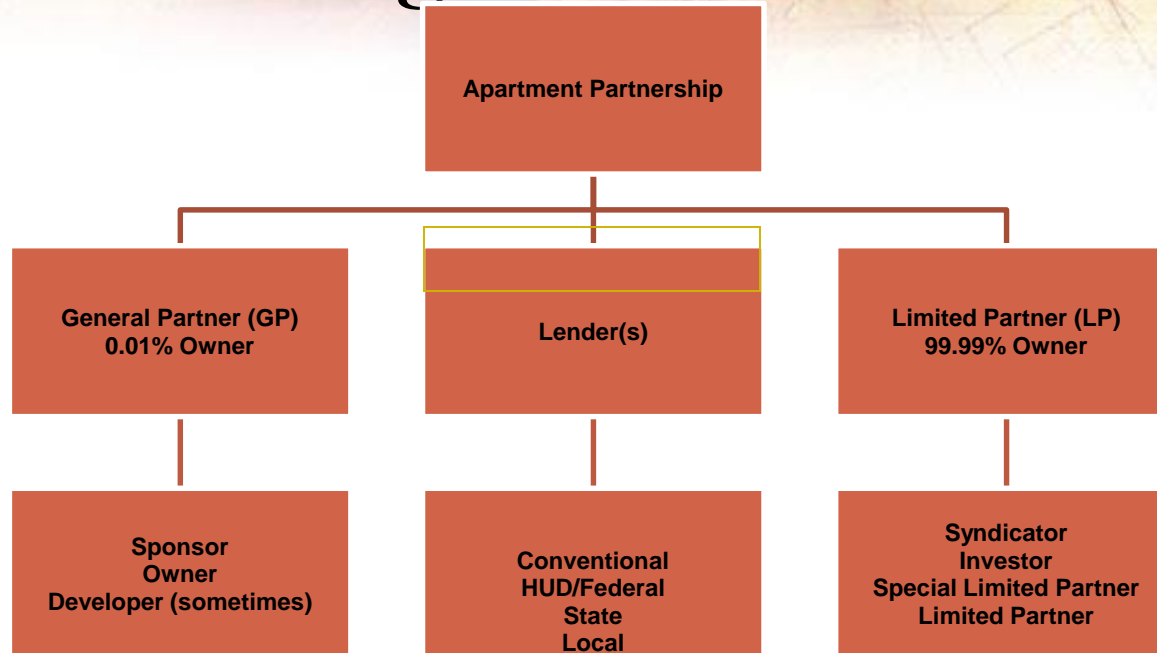 Apartment Partnership
General Partner (GP)
0.01% Owner
Lender(s)
Limited Partner (LP)
99.99% Owner
Sponsor
Owner
Developer (sometimes)
Conventional
HUD/Federal
State
Local
Syndicator
Investor
Special Limited Partner
Limited Partner